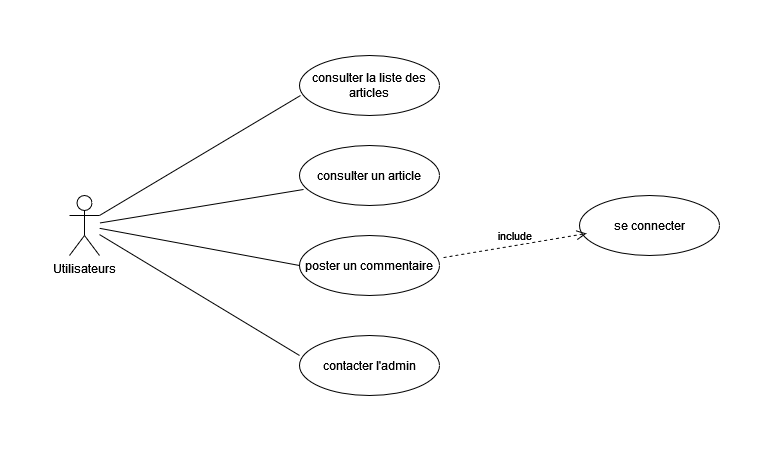 consulter la liste des
articles
consulter un article
se connecter
include
poster un commentaire
Utilisateurs
contacter l'admin